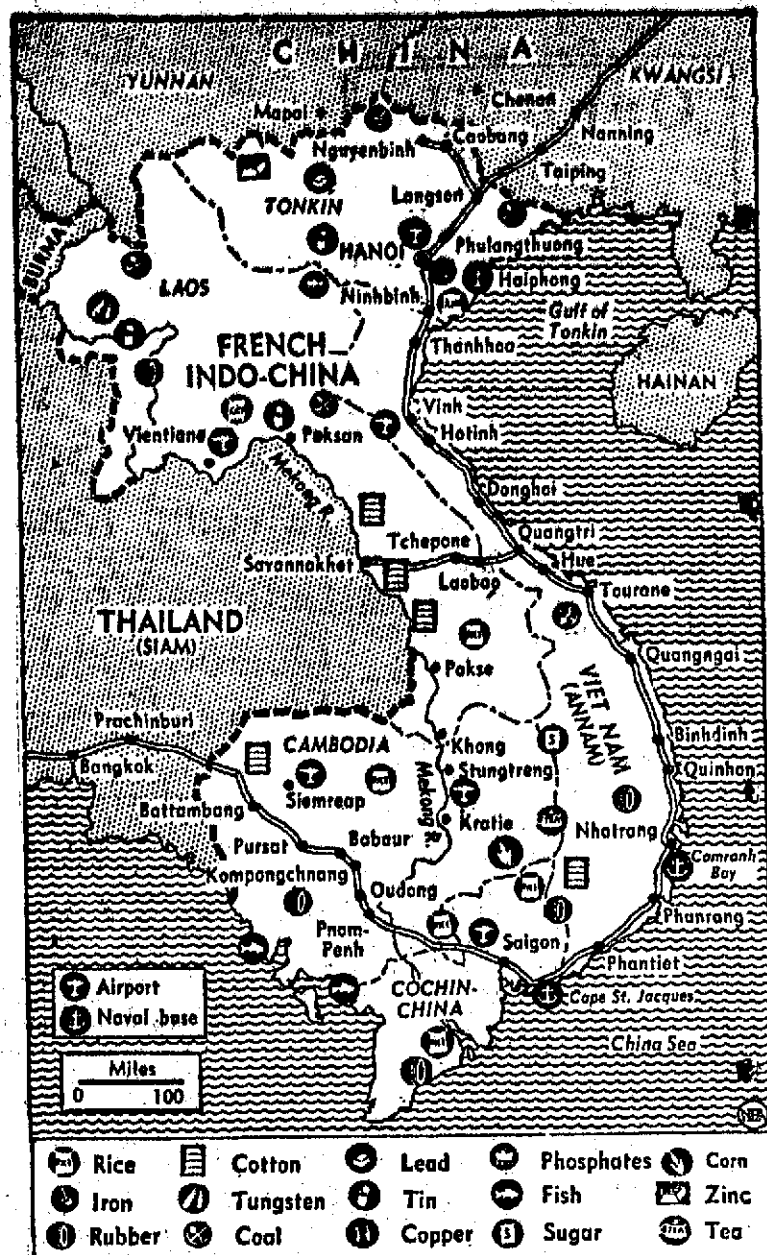 CHINA
YUNNAN
KWANGSI
Mapai
Chenan
Nguyenbinh
Caobang
Nanning
Taiping
Langson
TONKIN
BURMA
HANOI
Phulangthuong
LAOS
Haiphong
Ninhbinh
Gulf of
Tonkin
FRENCH
INDO-CHINA
Thanhhoa
HAINAN
Vinh
Vientiane
Paksan
Hatinh
Mekong R.
Donghai
Tchepone
Quangtri
Savannakhet
Laobao
Hue
Tourane
THAILAND
(SIAM)
Quangngai
Pakse
VIET NAM
(ANNAM)
Prachinburi
CAMBODIA
Khong
Binhdinh
Bangkok
Stungtreng
Quinhon
Siemreap
Mekong R.
Battambang
Kratie
Nhatrang
Pursat
Babaur
Kompongchnang
Camranh
Bay
Oudong
Phanrang
Pnom-
Penh
Saigon
Phantiet
Airport
COCHIN-
CHINA
Cape St. Jacques
Naval base
China Sea
Miles
0 100
Rice Cotton Lead Phosphates Corn
Iron Tungsten Tin Fish Zinc
Rubber Coal Copper Sugar Tea